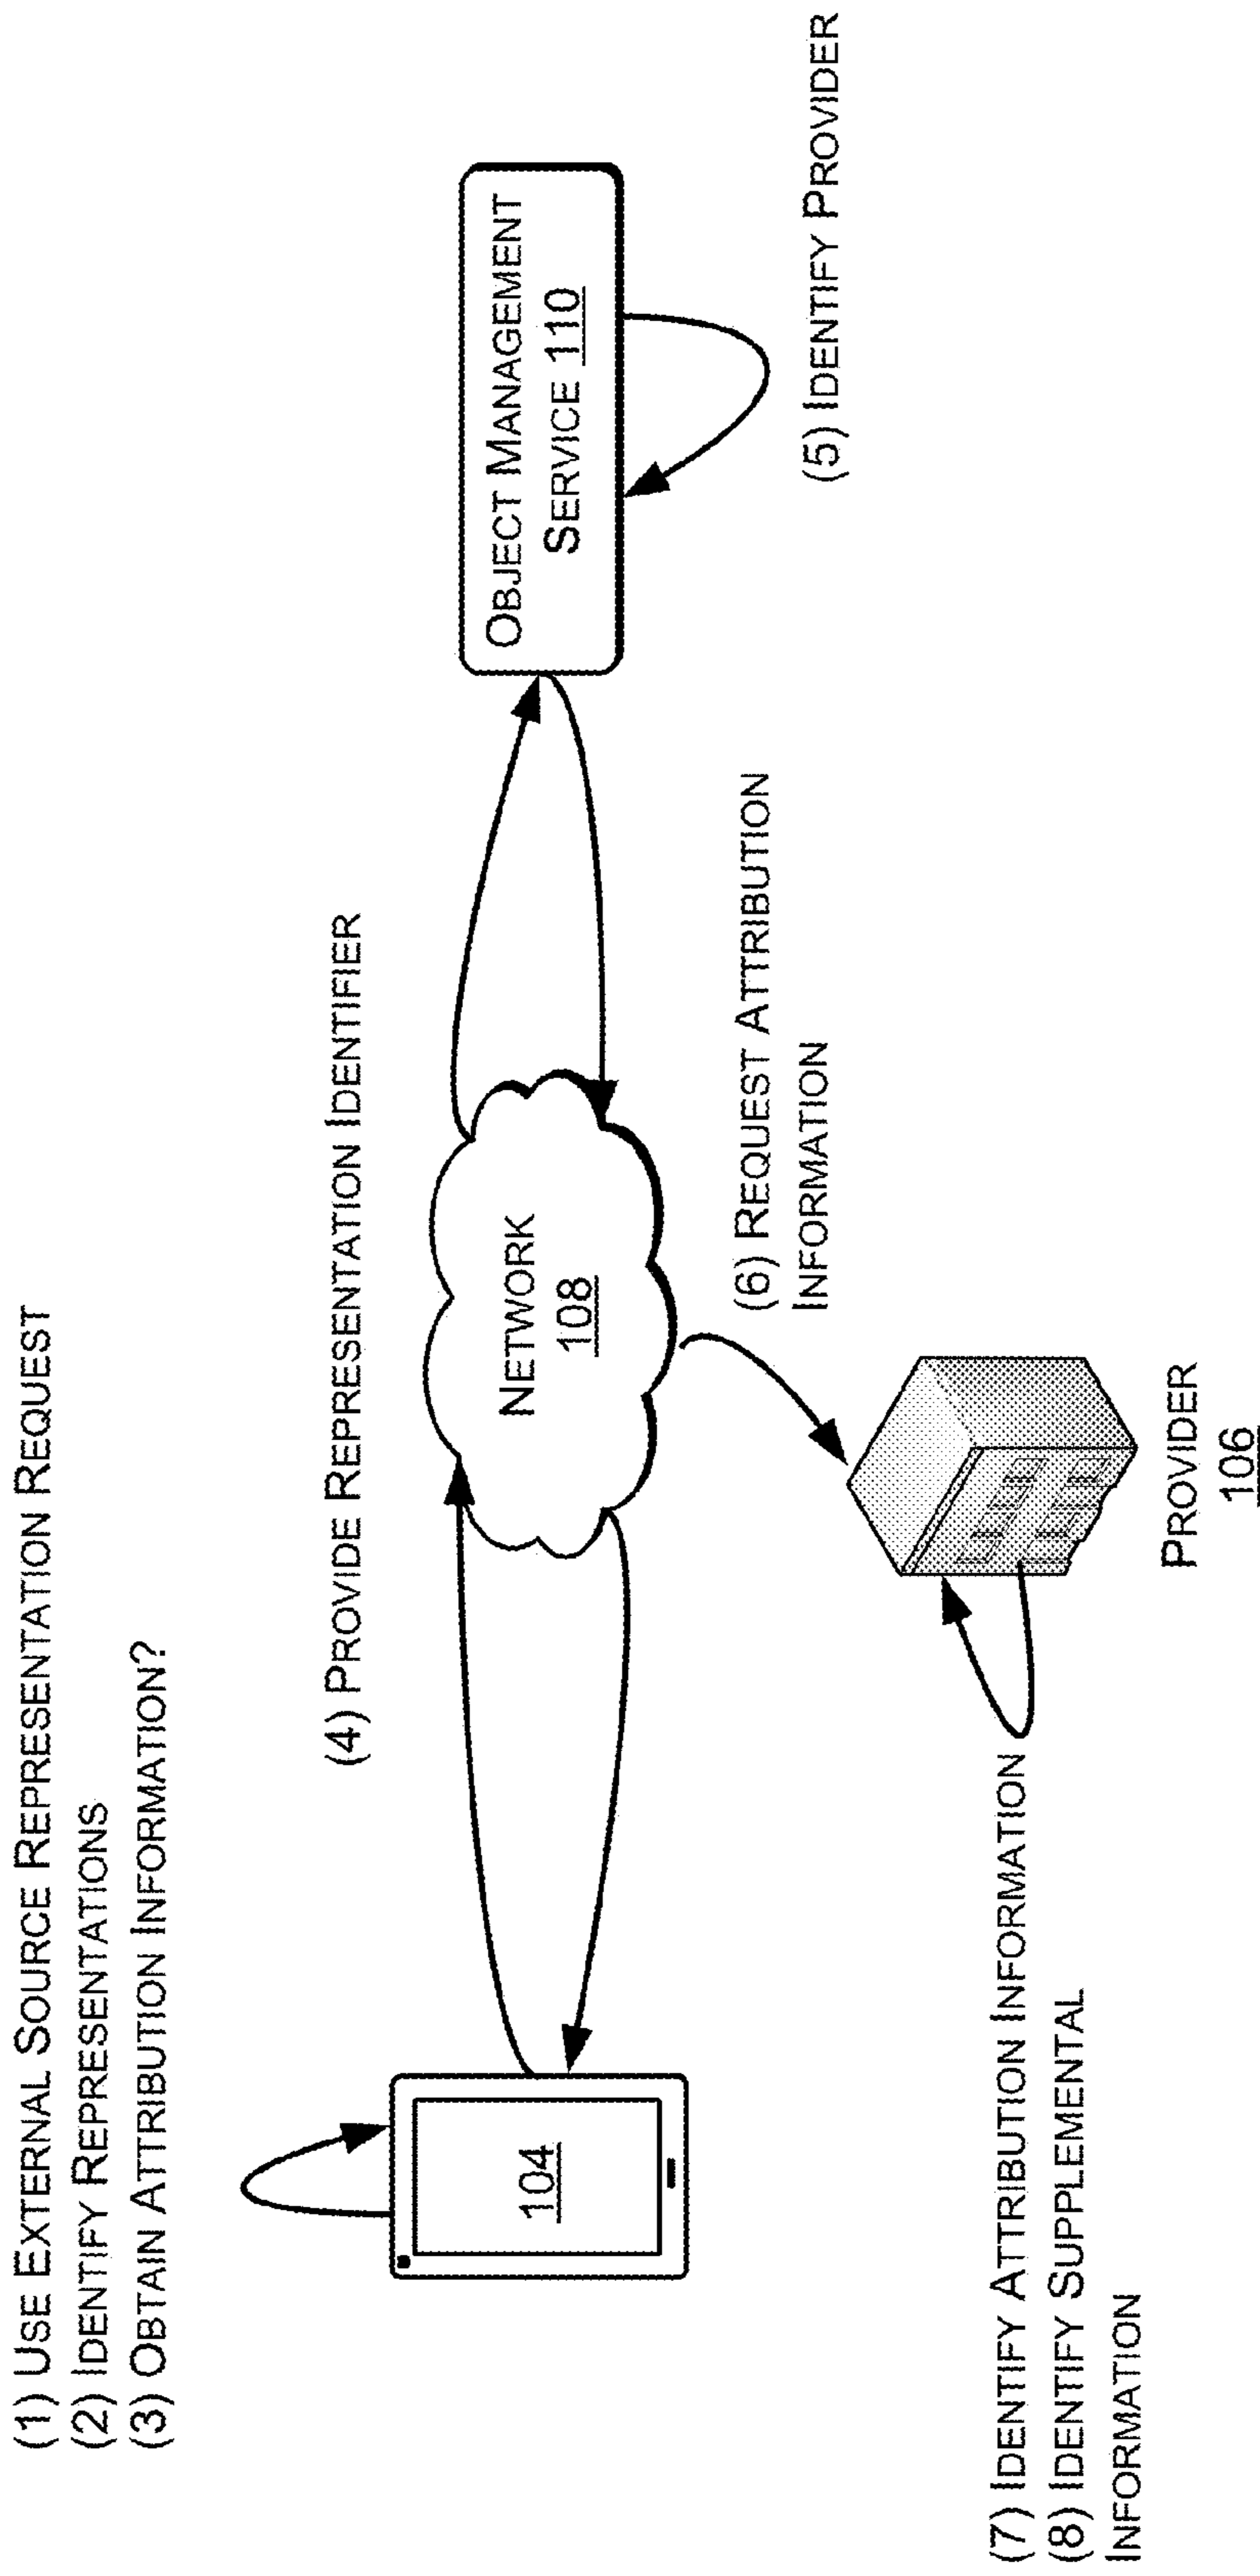 (1) USE EXTERNAL SOURCE REPRESENTATION REQUEST
(2) IDENTIFY REPRESENTATIONS
(3) OBTAIN ATTRIBUTION INFORMATION?
(4) PROVIDE REPRESENTATION IDENTIFIER
104
NETWORK
108
OBJECT MANAGEMENT
SERVICE 110
(5) IDENTIFY PROVIDER
(6) REQUEST ATTRIBUTION
INFORMATION
(7) IDENTIFY ATTRIBUTION INFORMATION
(8) IDENTIFY SUPPLEMENTAL
INFORMATION
PROVIDER
106